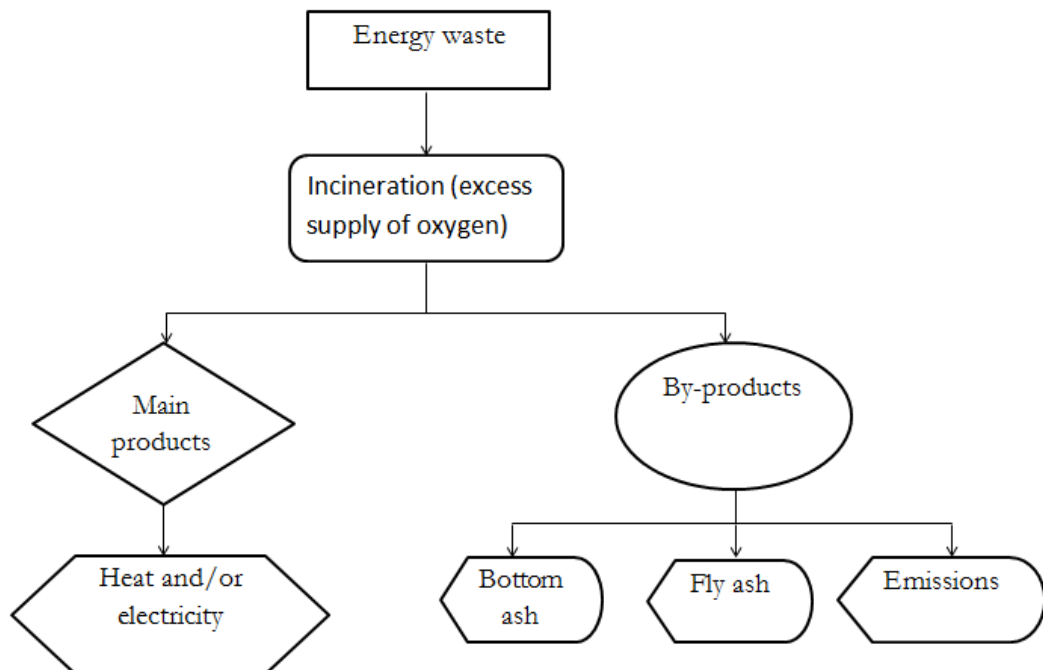 Energy waste
Incineration (excess
supply of oxygen)
Main
products
By-products
Heat and/or
electricity
Bottom
ash
Fly ash
Emissions